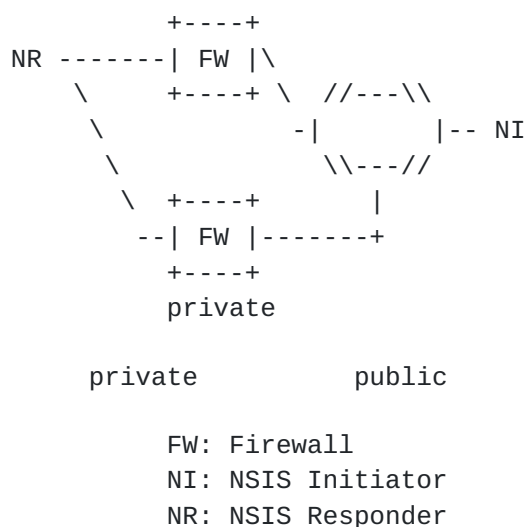 +----+
NR -------| FW |\
\ +----+ \ //---\\
\ -| |-- NI
\ \\---//
\ +----+ |
--| FW |-------+
+----+
private
private public
FW: Firewall
NI: NSIS Initiator
NR: NSIS Responder